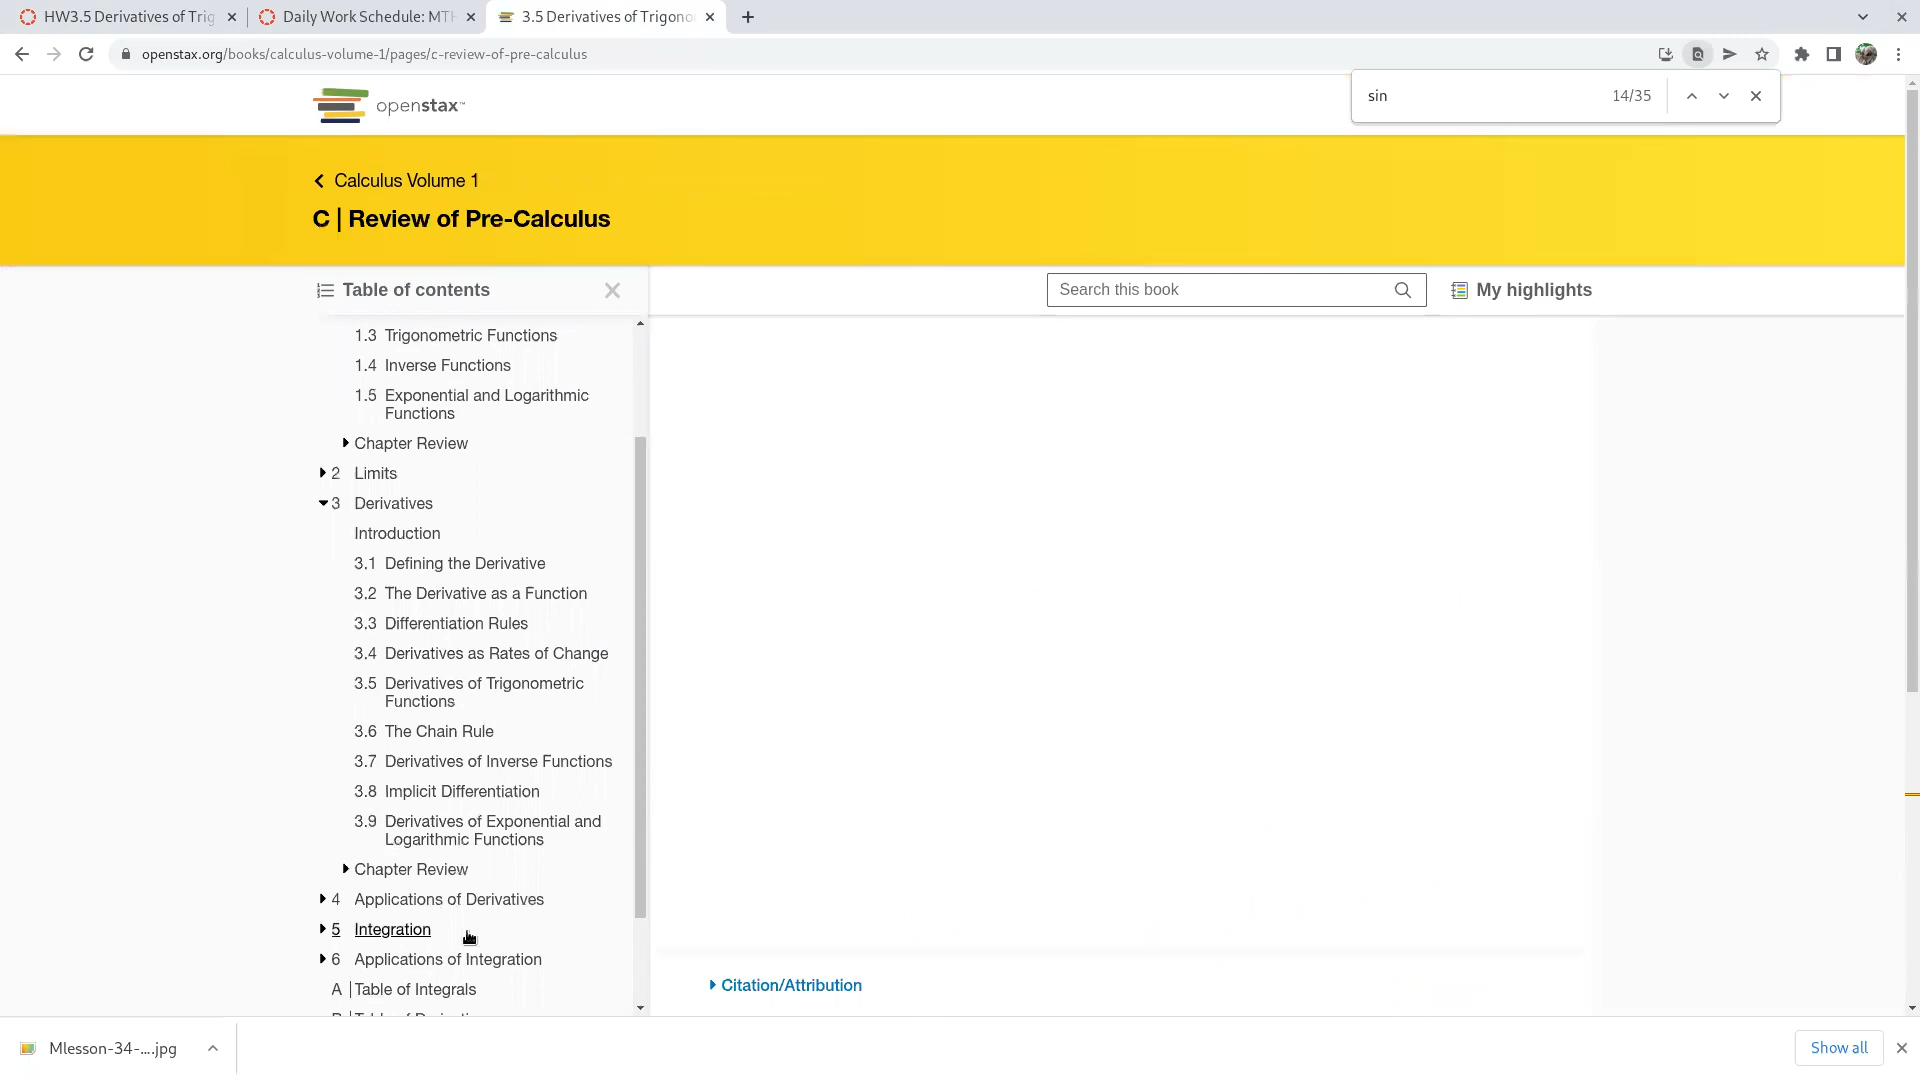 HW3.5 Derivatives of Trig
Daily Work Schedule: MTH
3.5 Derivatives of Trigono
openstax.org/books/calculus-volume-1/pages/c-review-of-pre-calculus
sin
14/35
openstax™
Calculus Volume 1
C | Review of Pre-Calculus
Table of contents
Search this book
My highlights
1.3 Trigonometric Functions
1.4 Inverse Functions
1.5 Exponential and Logarithmic
Functions
Chapter Review
2 Limits
3 Derivatives
Introduction
3.1 Defining the Derivative
3.2 The Derivative as a Function
3.3 Differentiation Rules
3.4 Derivatives as Rates of Change
3.5 Derivatives of Trigonometric
Functions
3.6 The Chain Rule
3.7 Derivatives of Inverse Functions
3.8 Implicit Differentiation
3.9 Derivatives of Exponential and
Logarithmic Functions
Chapter Review
4 Applications of Derivatives
5 Integration
6 Applications of Integration
A | Table of Integrals
Citation/Attribution
Mlesson-34-....jpg
Show all